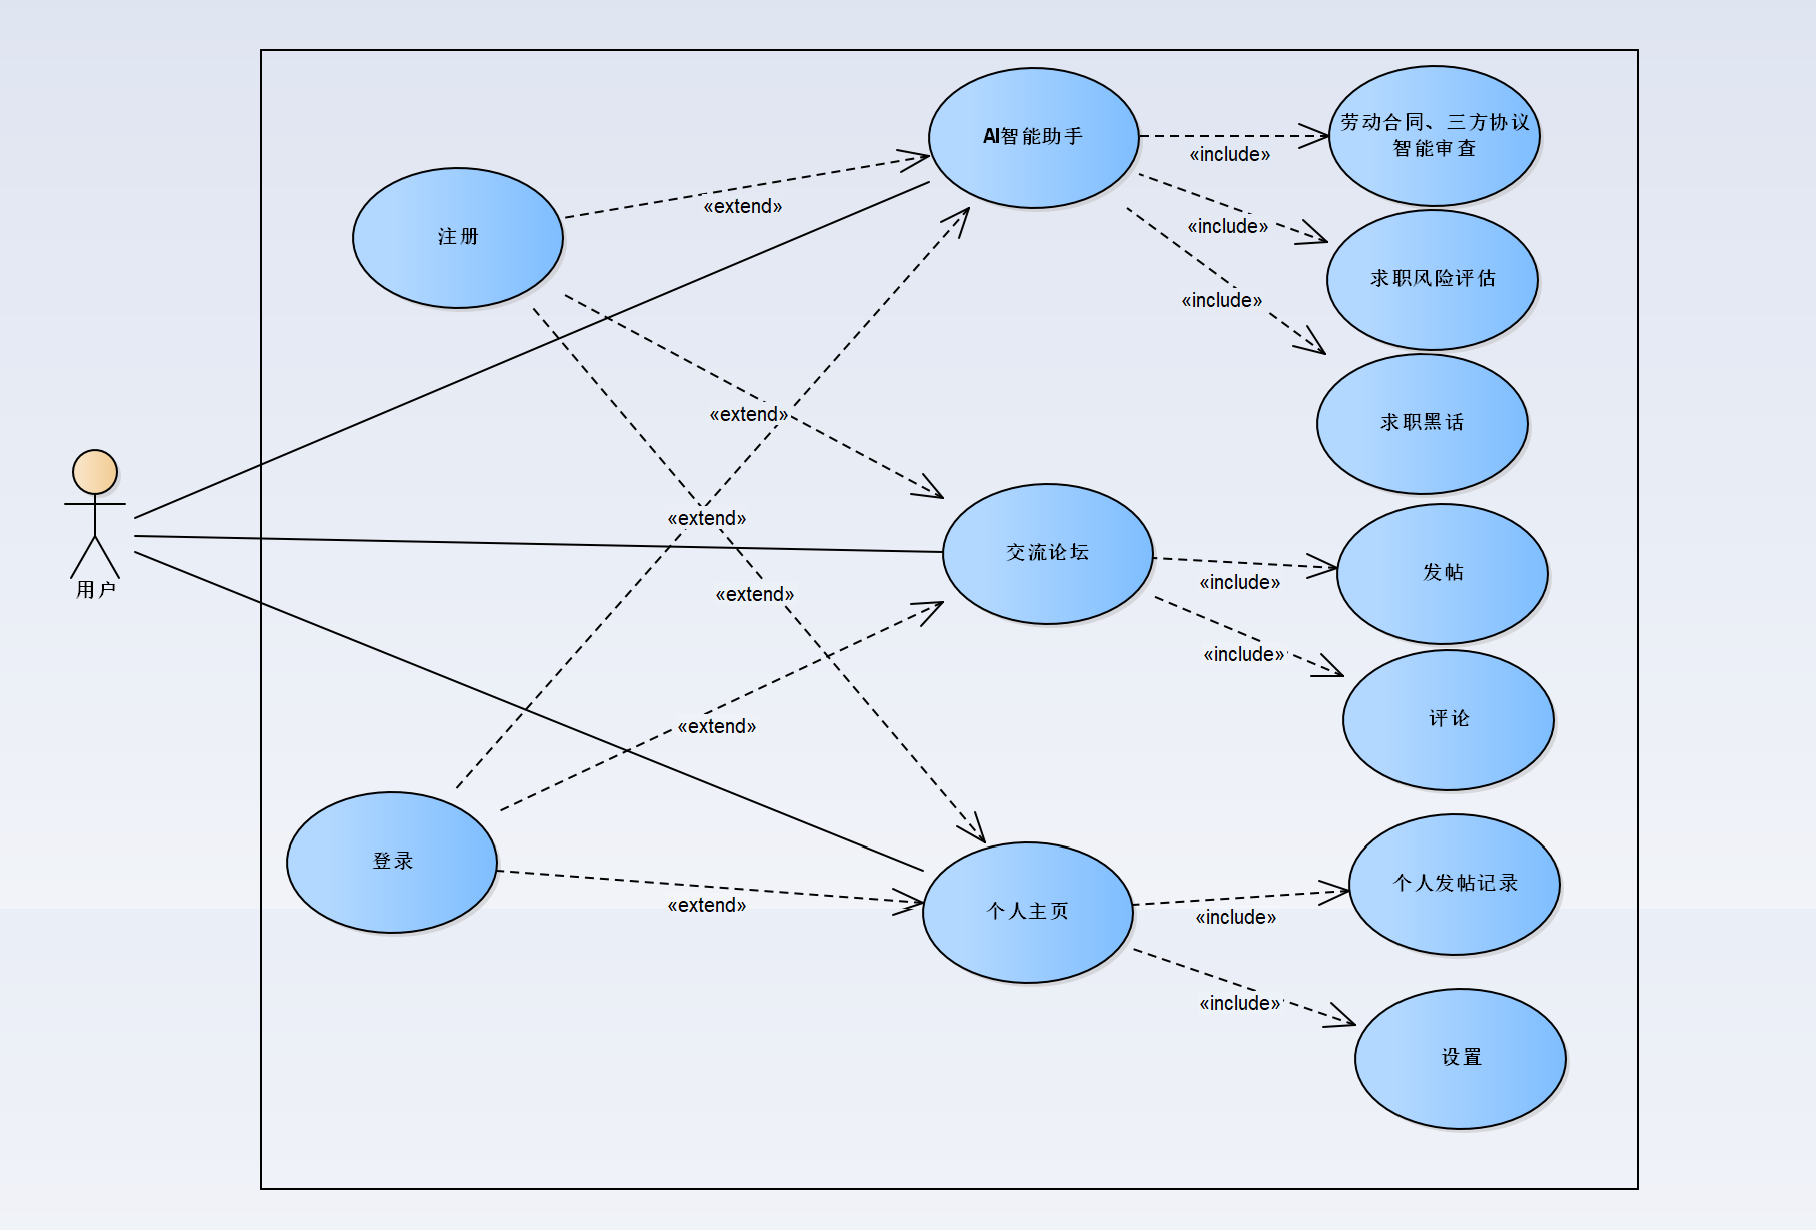 劳动合同、三方协议
智能审查
AI智能助手
«include»
«extend»
注册
«include»
求职风险评估
«include»
«extend»
求职黑话
«extend»
交流论坛
发帖
«include»
用户
«extend»
«include»
评论
«extend»
登录
个人发帖记录
«extend»
个人主页
«include»
«include»
设置